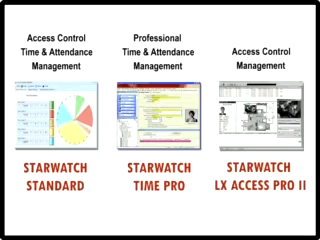 Access Control
Time & Attendance
Management
Professional
Time & Attendance
Management
Access Control
Management
STARWATCH
STANDARD
STARWATCH
TIME PRO
STARWATCH
LX ACCESS PRO II